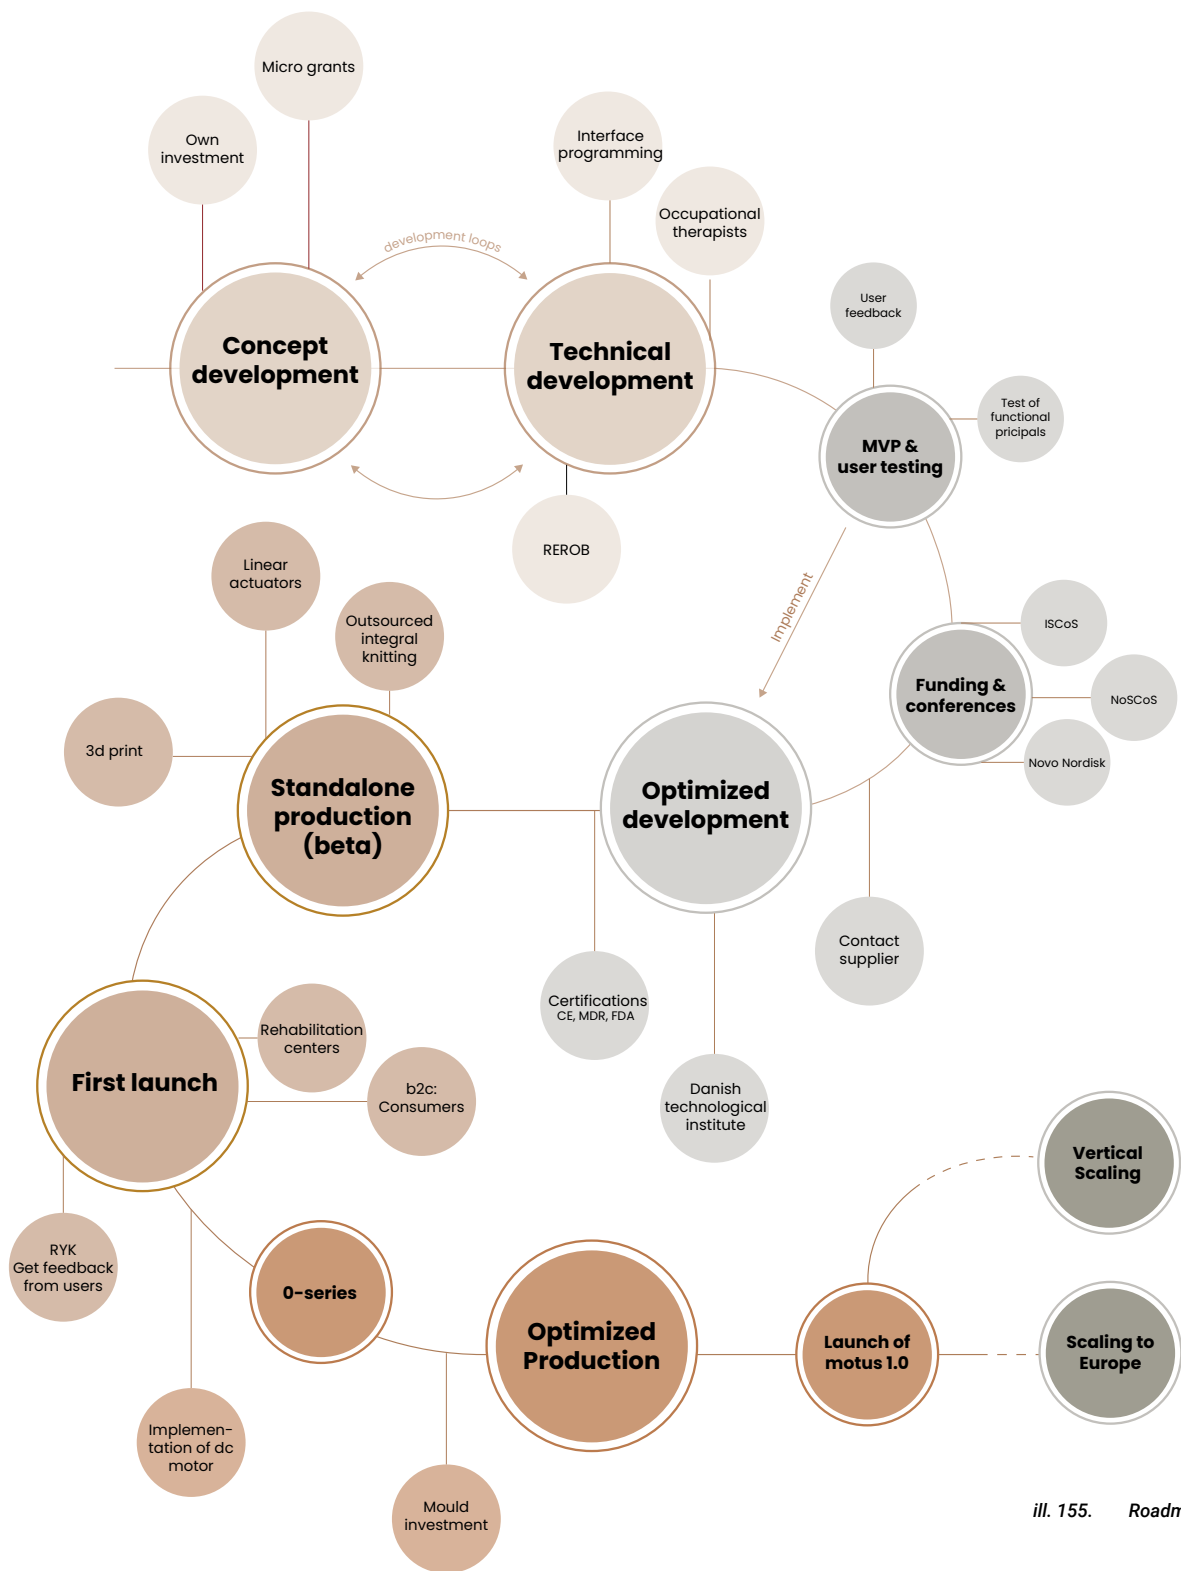 Micro grants
Own
investment
Interface
programming
Occupational
therapists
development loops
User
feedback
Concept
development
Technical
development
Test of
functional
pricipals
MVP &
user testing
REROB
Linear
actuators
Outsourced
integral
knitting
Implement
ISCoS
Funding &
conferences
NoSCoS
Novo Nordisk
3d print
Standalone
production
(beta)
Optimized
development
Contact
supplier
Certifications
CE, MDR, FDA
Rehabilitation
centers
First launch
b2c:
Consumers
Danish
technological
institute
Vertical
Scaling
RYK
Get feedback
from users
0-series
Optimized
Production
Launch of
motus 1.0
Scaling to
Europe
Implemen-
tation of dc
motor
Mould
investment
ill. 155.